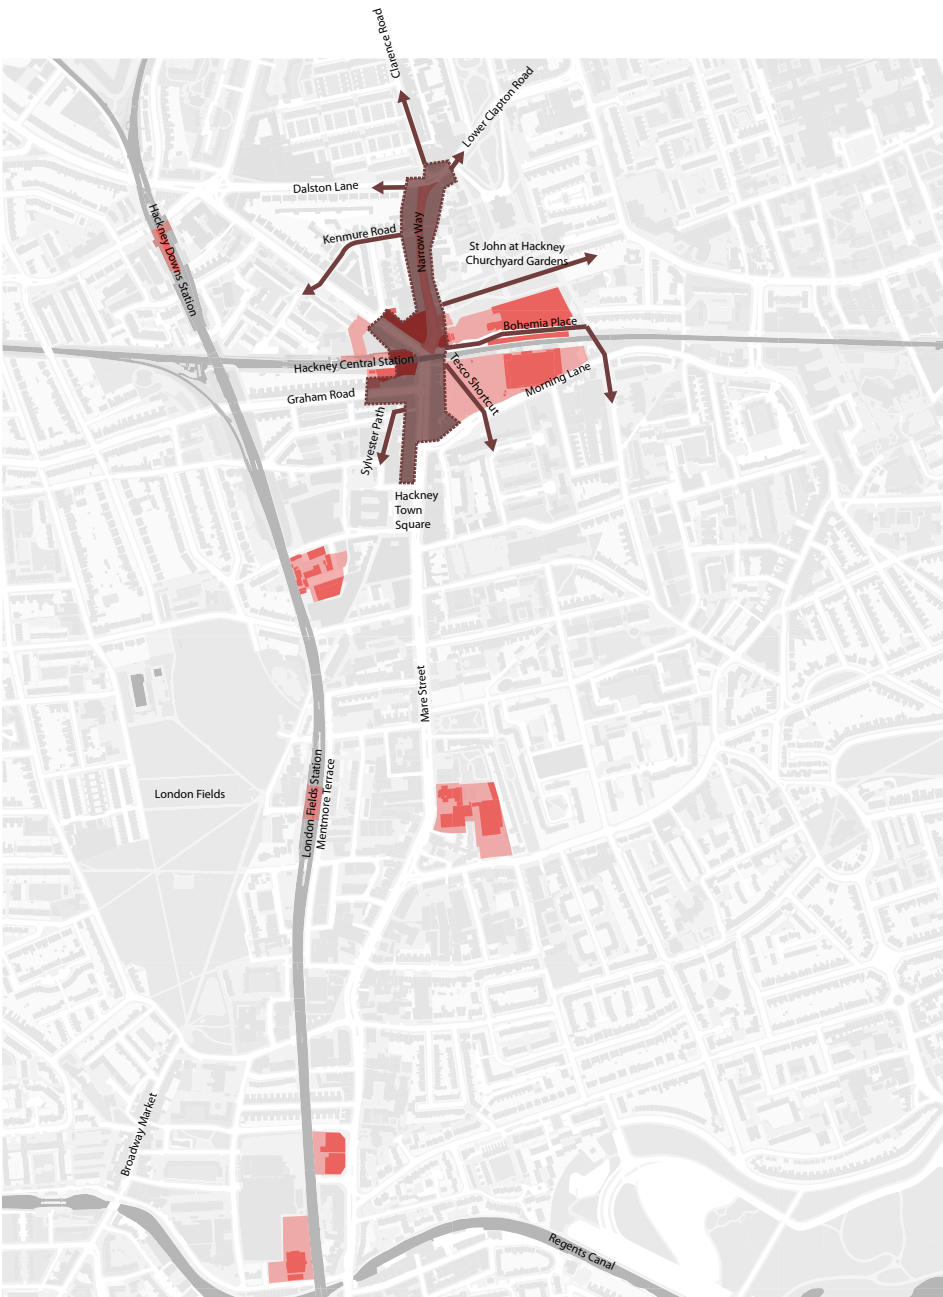 Clarence Road
Lower Clapton Road
Dalston Lane
Kenmure Road
Narrow Way
St John at Hackney
Churchyard Gardens
Hackney Downs Station
Bohemia Place
Hackney Central Station
Tesco Shortcut
Morning Lane
Graham Road
Sylvester Path
Hackney
Town
Square
Mare Street
London Fields
London Fields Station
Mentmore Terrace
Broadway Market
Regents Canal